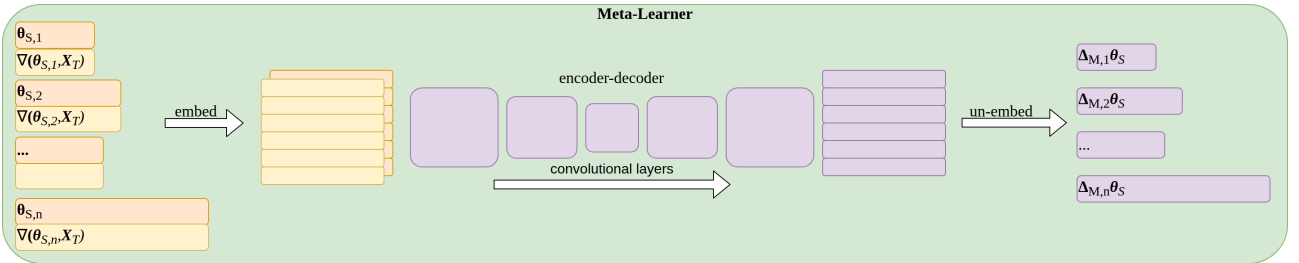 Meta-Learner
θS,1
∇(θS,1,XT)
θS,2
∇(θS,2,XT)
...
θS,n
∇(θS,n,XT)
embed
encoder-decoder
convolutional layers
un-embed
ΔM,1θS
ΔM,2θS
...
ΔM,nθS